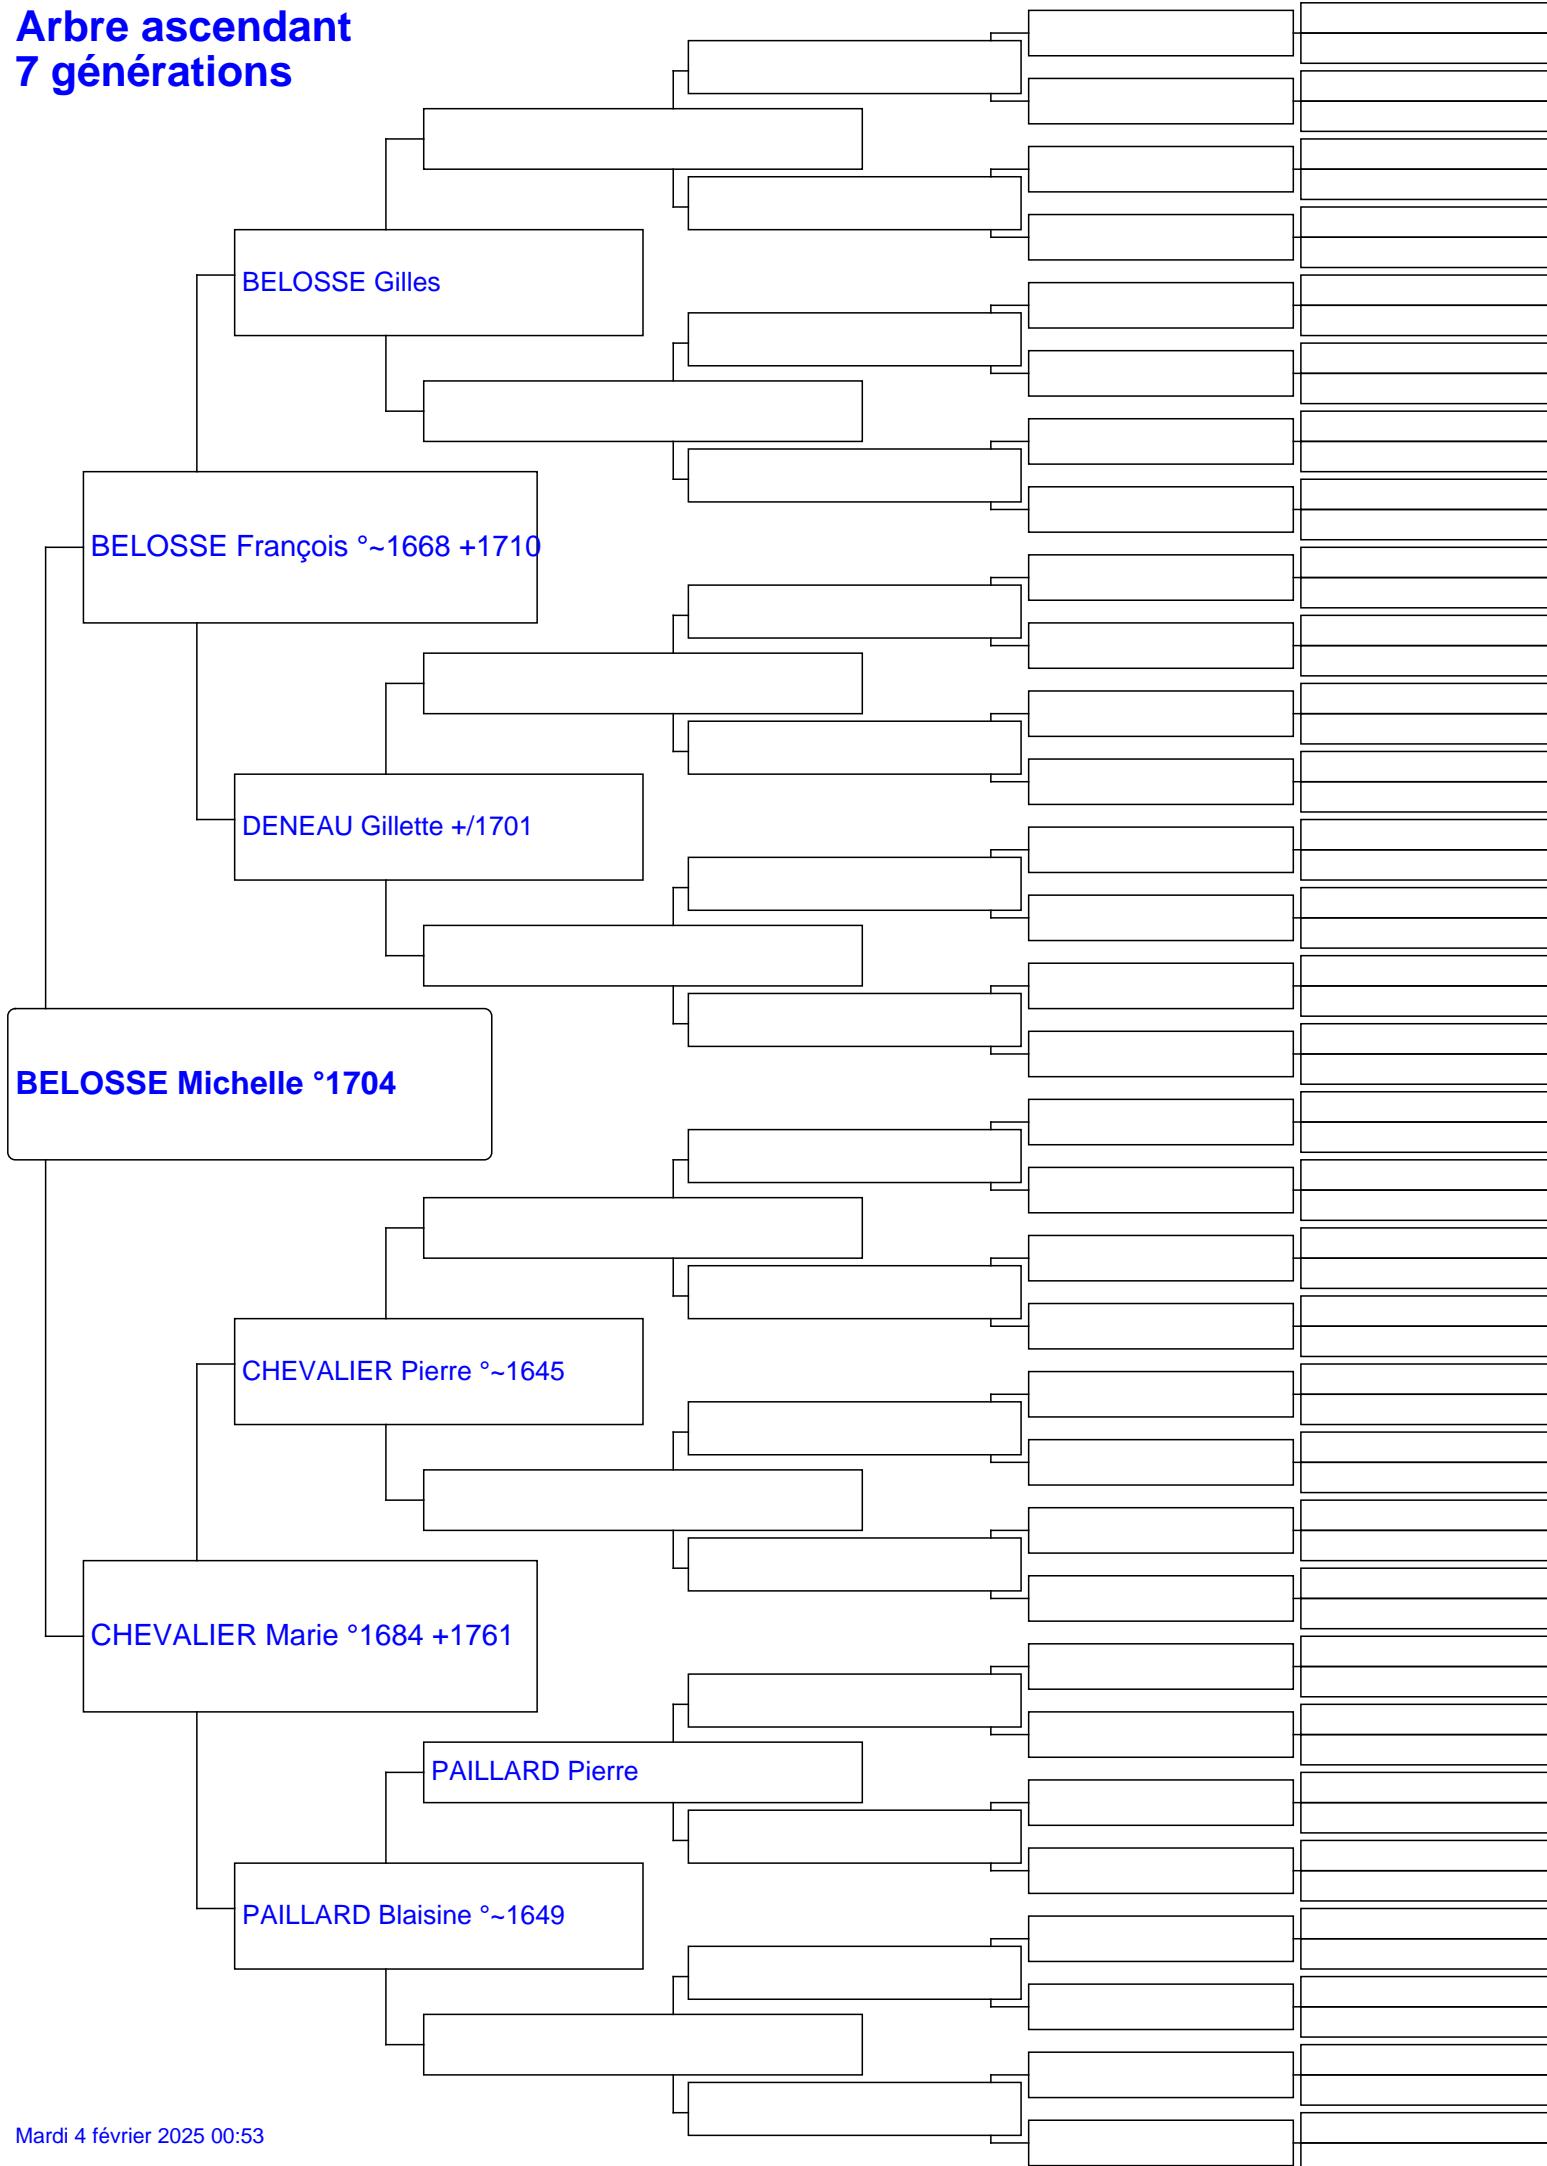 Arbre ascendant
7 générations
BELOSSE Gilles
BELOSSE François °~1668 +1710
DENEAU Gillette +/1701
BELOSSE Michelle °1704
CHEVALIER Pierre °~1645
CHEVALIER Marie °1684 +1761
PAILLARD Pierre
PAILLARD Blaisine °~1649
Mardi 4 février 2025 00:53